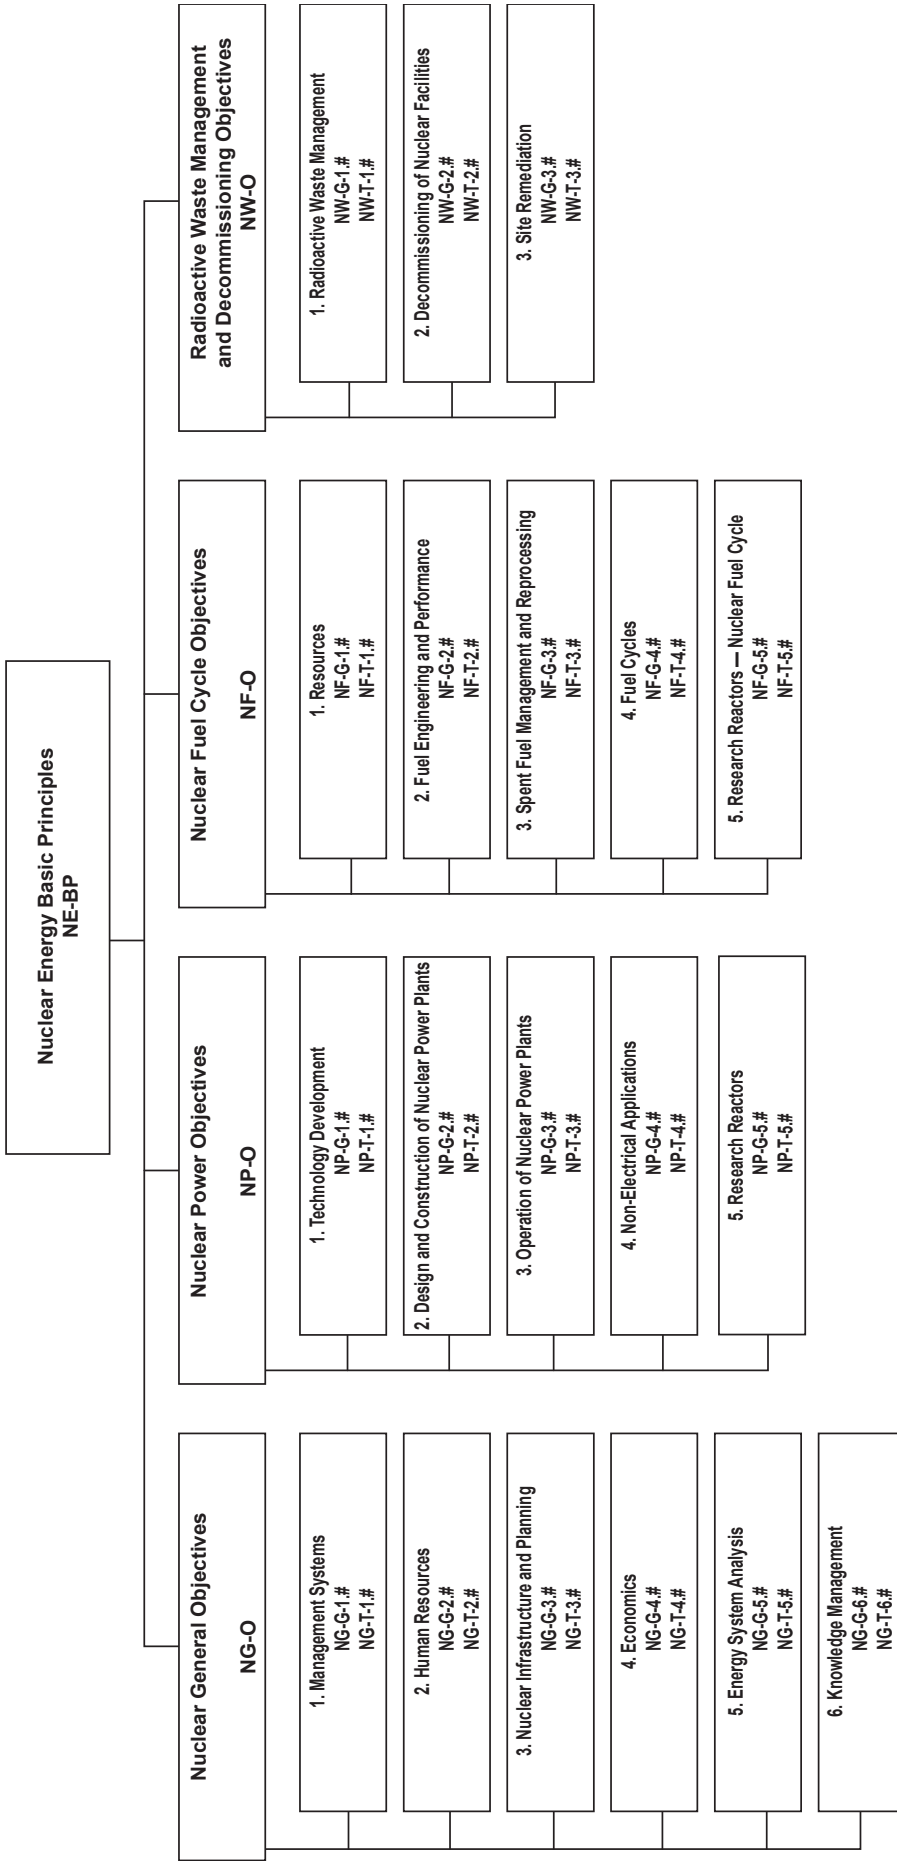 Nuclear Energy Basic Principles
NE-BP
Nuclear General Objectives
NG-O
1. Management Systems
NG-G-1.#
NG-T-1.#
2. Human Resources
NG-G-2.#
NG-T-2.#
3. Nuclear Infrastructure and Planning
NG-G-3.#
NG-T-3.#
4. Economics
NG-G-4.#
NG-T-4.#
5. Energy System Analysis
NG-G-5.#
NG-T-5.#
6. Knowledge Management
NG-G-6.#
NG-T-6.#
Nuclear Power Objectives
NP-O
1. Technology Development
NP-G-1.#
NP-T-1.#
2. Design and Construction of Nuclear Power Plants
NP-G-2.#
NP-T-2.#
3. Operation of Nuclear Power Plants
NP-G-3.#
NP-T-3.#
4. Non-Electrical Applications
NP-G-4.#
NP-T-4.#
5. Research Reactors
NP-G-5.#
NP-T-5.#
Nuclear Fuel Cycle Objectives
NF-O
1. Resources
NF-G-1.#
NF-T-1.#
2. Fuel Engineering and Performance
NF-G-2.#
NF-T-2.#
3. Spent Fuel Management and Reprocessing
NF-G-3.#
NF-T-3.#
4. Fuel Cycles
NF-G-4.#
NF-T-4.#
5. Research Reactors — Nuclear Fuel Cycle
NF-G-5.#
NF-T-5.#
Radioactive Waste Management
and Decommissioning Objectives
NW-O
1. Radioactive Waste Management
NW-G-1.#
NW-T-1.#
2. Decommissioning of Nuclear Facilities
NW-G-2.#
NW-T-2.#
3. Site Remediation
NW-G-3.#
NW-T-3.#